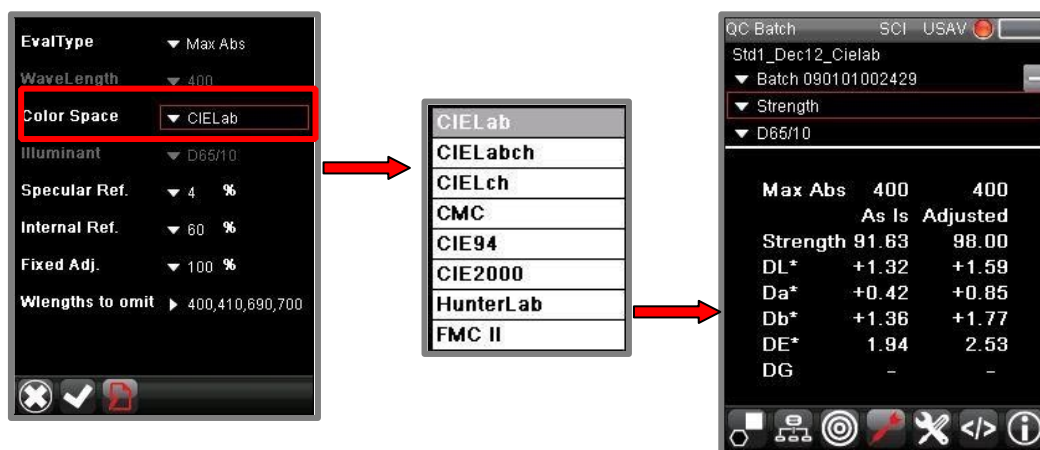 EvalType Max Abs
WaveLength 400
Color Space CIELab
Illuminant D65/10
Specular Ref. 4 %
Internal Ref. 60 %
Fixed Adj. 100 %
Wlengths to omit 400,410,690,700
CIELab
CIELabch
CIELch
CMC
CIE94
CIE2000
HunterLab
FMC II
QC Batch SCI USAV
Std1_Dec12_Cielab
Batch 090101002429
Strength
D65/10
Max Abs 400 400
As Is Adjusted
Strength 91.63 98.00
DL* +1.32 +1.59
Da* +0.42 +0.85
Db* +1.36 +1.77
DE* 1.94 2.53
DG – –